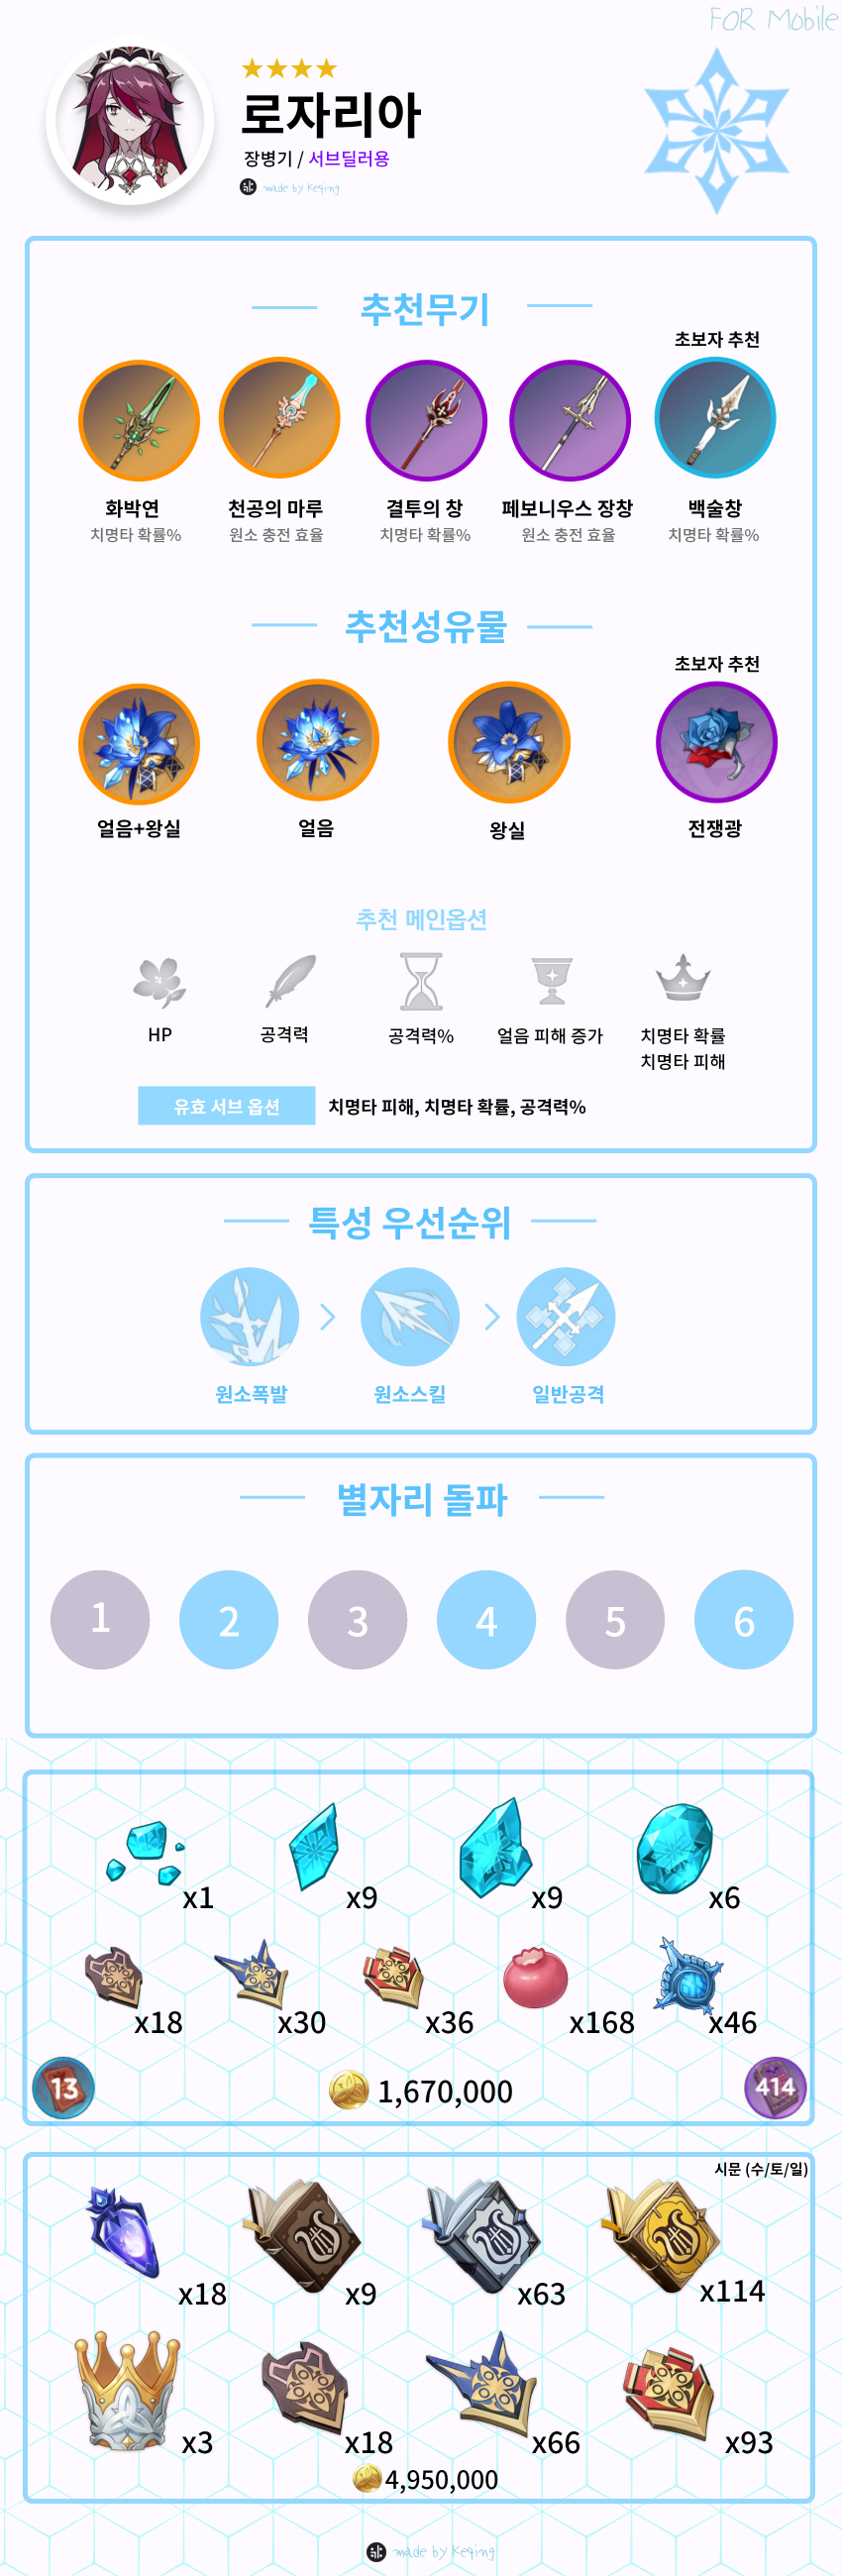 FOR Mobile
로자리아
장병기 / 서브딜러용
made by Keqing
추천무기
초보자 추천
화박연
천공의 마루
결투의 창
페보니우스 장창
백술창
치명타 확률%
원소 충전 효율
치명타 확률%
원소 충전 효율
치명타 확률%
추천성유물
초보자 추천
얼음+왕실
얼음
왕실
전쟁광
추천 메인옵션
HP
공격력
공격력%
얼음 피해 증가
치명타 확률
치명타 피해
유효 서브 옵션
치명타 피해, 치명타 확률, 공격력%
특성 우선순위
원소폭발
원소스킬
일반공격
별자리 돌파
1
2
3
4
5
6
x1
x9
x9
x6
x18
x30
x36
x168
x46
13
1,670,000
414
시문 (수/토/일)
x18
x9
x63
x114
x3
x18
x66
x93
4,950,000
made by Keqing